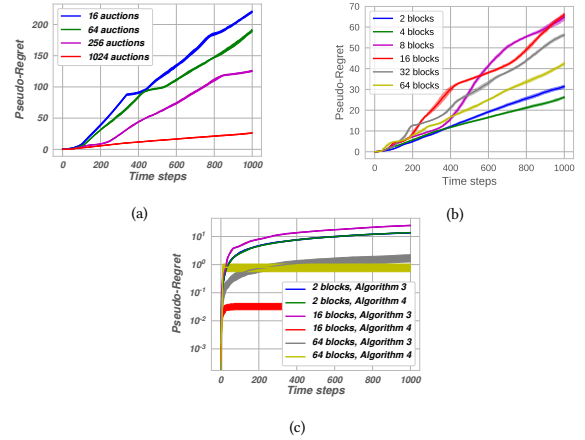 200
150
100
50
0
Pseudo-Regret
16 auctions
64 auctions
256 auctions
1024 auctions
0 200 400 600 800 1000
Time steps
(a)
70
60
50
40
30
20
10
0
Pseudo-Regret
2 blocks
4 blocks
8 blocks
16 blocks
32 blocks
64 blocks
0 200 400 600 800 1000
Time steps
(b)
10^1
10^0
10^-1
10^-2
10^-3
Pseudo-Regret
2 blocks, Algorithm 3
2 blocks, Algorithm 4
16 blocks, Algorithm 3
16 blocks, Algorithm 4
64 blocks, Algorithm 3
64 blocks, Algorithm 4
0 200 400 600 800 1000
Time steps
(c)